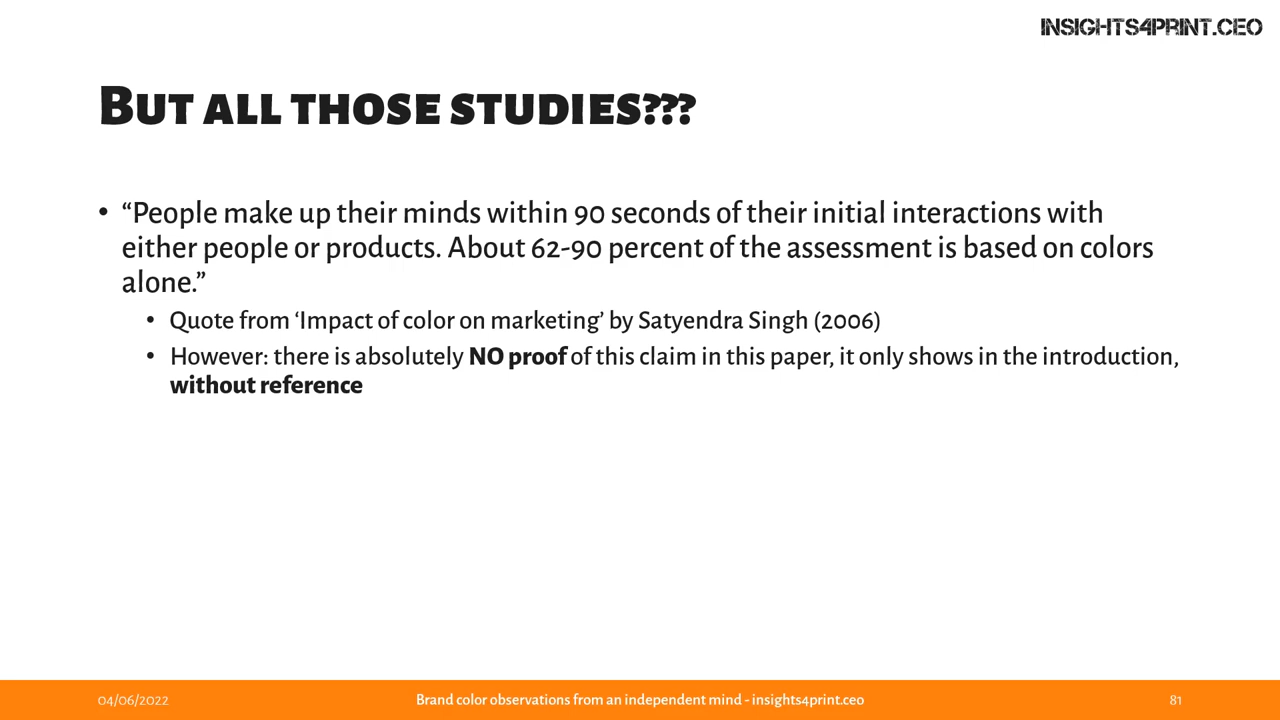 INSIGHTS4PRINT.CEO
But all those studies???
• “People make up their minds within 90 seconds of their initial interactions with
either people or products. About 62-90 percent of the assessment is based on colors
alone.”
• Quote from ‘Impact of color on marketing’ by Satyendra Singh (2006)
• However: there is absolutely NO proof of this claim in this paper, it only shows in the introduction,
without reference
04/06/2022 Brand color observations from an independent mind - insights4print.ceo 81